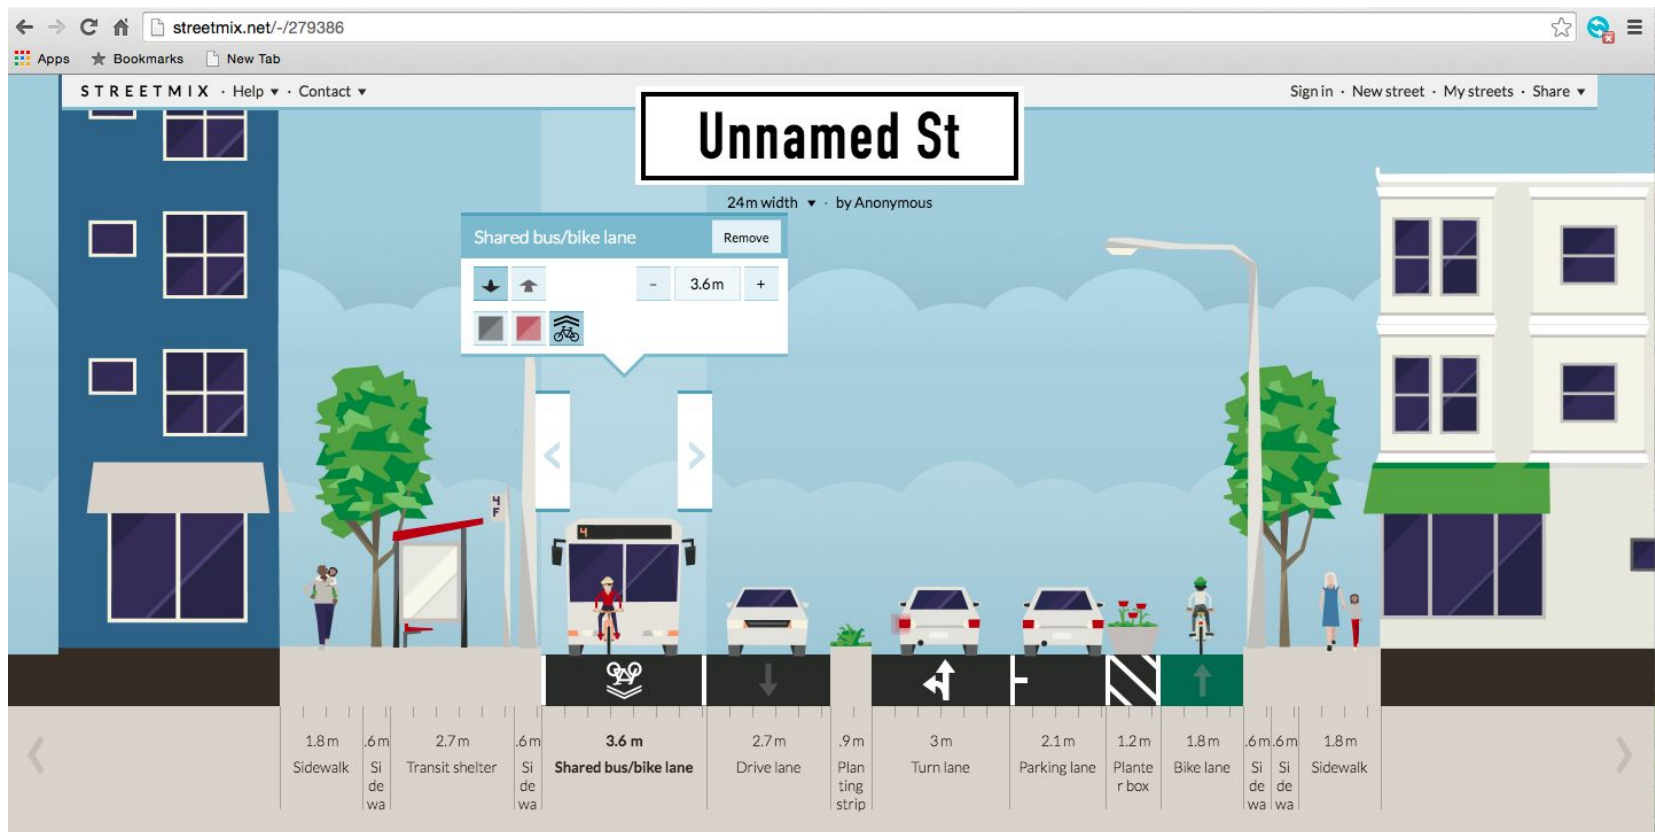 streetmix.net/-/279386
Apps Bookmarks New Tab
STREETMIX · Help ▾ · Contact ▾
Sign in · New street · My streets · Share ▾
Unnamed St
24m width ▾ · by Anonymous
Shared bus/bike lane Remove
- 3.6m +
4
F
4
1.8m .6m 2.7m .6m 3.6 m 2.7m .9m 3m 2.1m 1.2m 1.8m .6m .6m 1.8m
Sidewalk Si Transit shelter Si Shared bus/bike lane Drive lane Plan Turn lane Parking lane Plante Bike lane Si Si Sidewalk
de de ting r box de de
wa wa strip wa wa